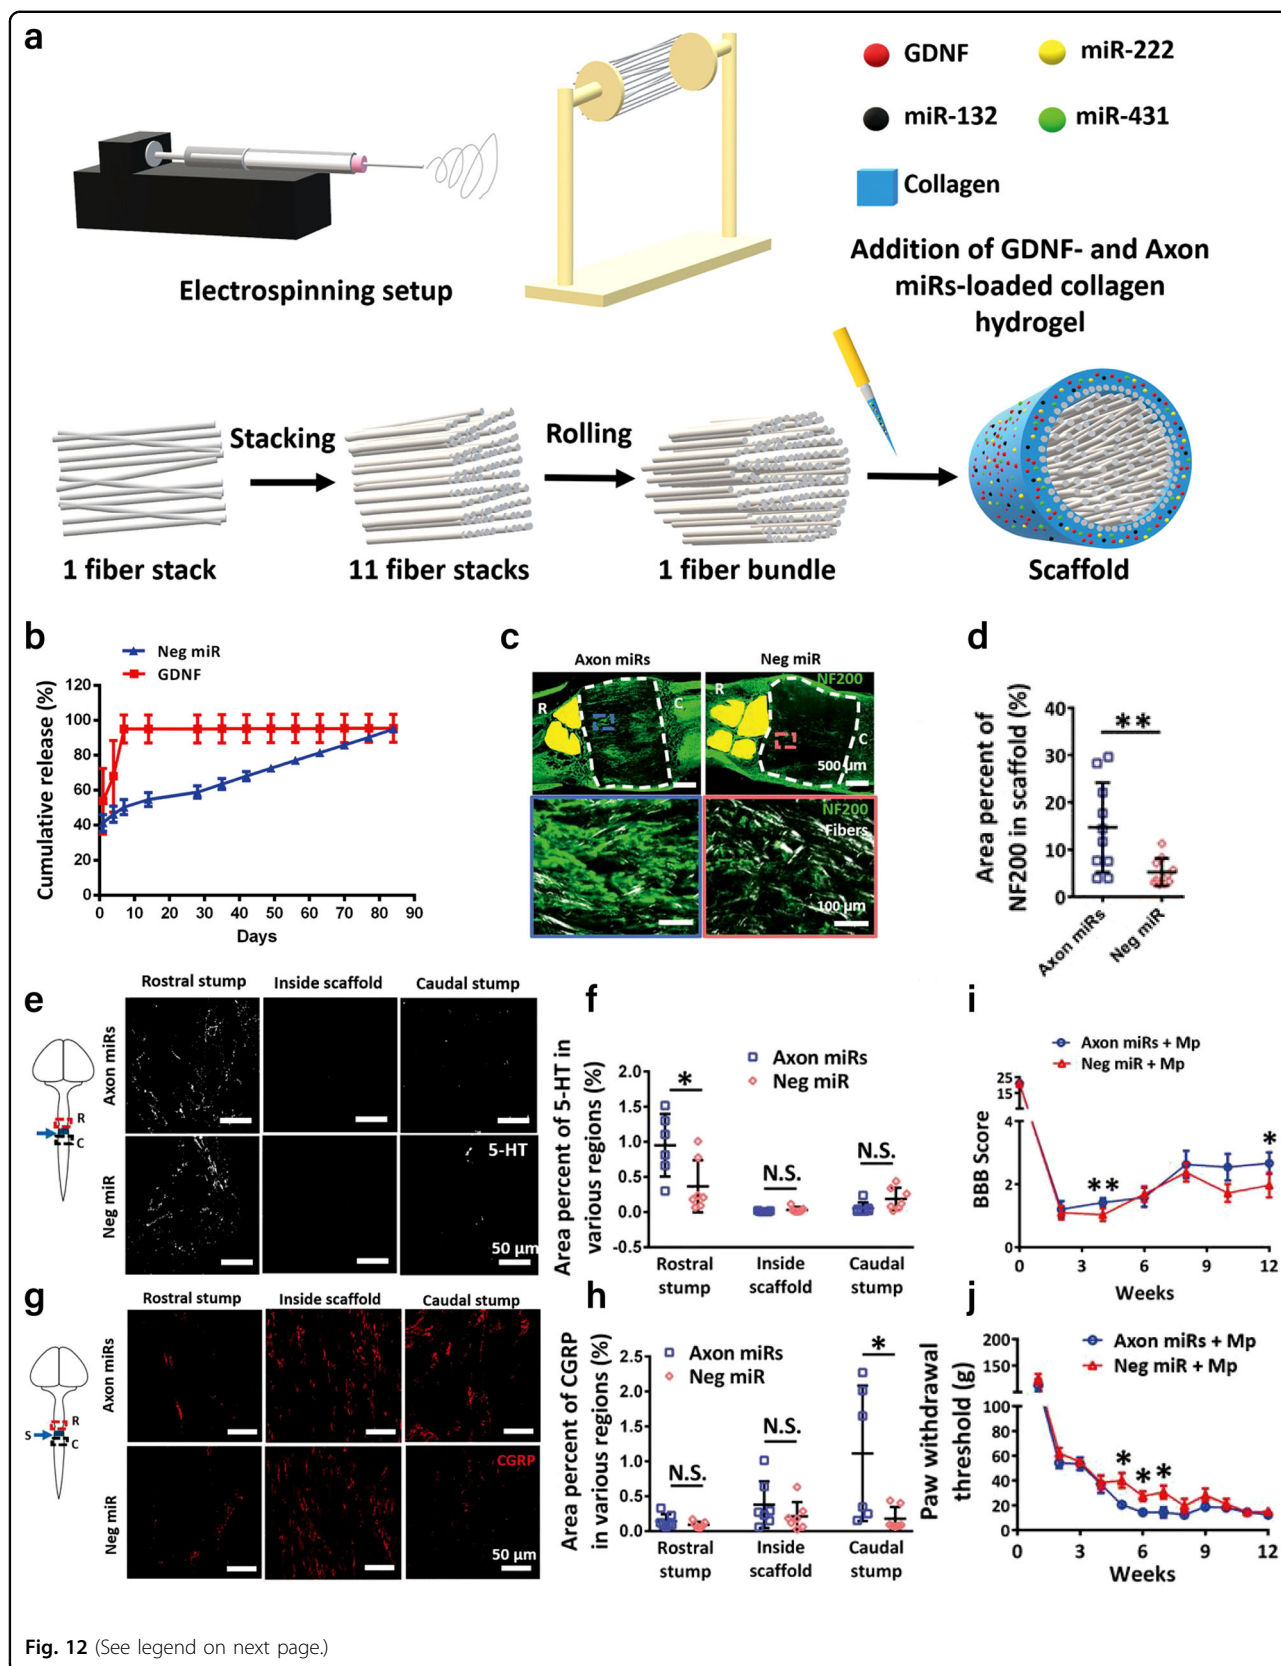 a
GDNF
miR-222
miR-132
miR-431
Collagen
Electrospinning setup
Addition of GDNF- and Axon
miRs-loaded collagen
hydrogel
Stacking
Rolling
1 fiber stack
11 fiber stacks
1 fiber bundle
Scaffold
b
Neg miR
GDNF
Cumulative release (%)
120
100
80
60
40
20
0
0 10 20 30 40 50 60 70 80 90
Days
c
Axon miRs
Neg miR
NF200
R
C
R
C
500 µm
NF200
Fibers
100 µm
d
Area percent of
NF200 in scaffold (%)
40
30
20
10
0
**
Axon miRs
Neg miR
e
Rostral stump
Inside scaffold
Caudal stump
Axon miRs
Neg miR
R
C
5-HT
50 µm
f
Area percent of 5-HT in
various regions (%)
Axon miRs
Neg miR
2.0
1.5
1.0
0.5
0.0
-0.5
*
N.S.
N.S.
Rostral
stump
Inside
scaffold
Caudal
stump
i
Axon miRs + Mp
Neg miR + Mp
BBB Score
25
15
4
2
0
**
*
0 3 6 9 12
Weeks
g
Rostral stump
Inside scaffold
Caudal stump
Axon miRs
Neg miR
R
S
C
CGRP
50 µm
h
Area percent of CGRP
in various regions (%)
Axon miRs
Neg miR
2.5
2.0
1.5
1.0
0.5
0.0
N.S.
N.S.
*
Rostral
stump
Inside
scaffold
Caudal
stump
j
Axon miRs + Mp
Neg miR + Mp
Paw withdrawal
threshold (g)
200
150
100
80
60
40
20
0
* * *
0 3 6 9 12
Weeks
Fig. 12 (See legend on next page.)